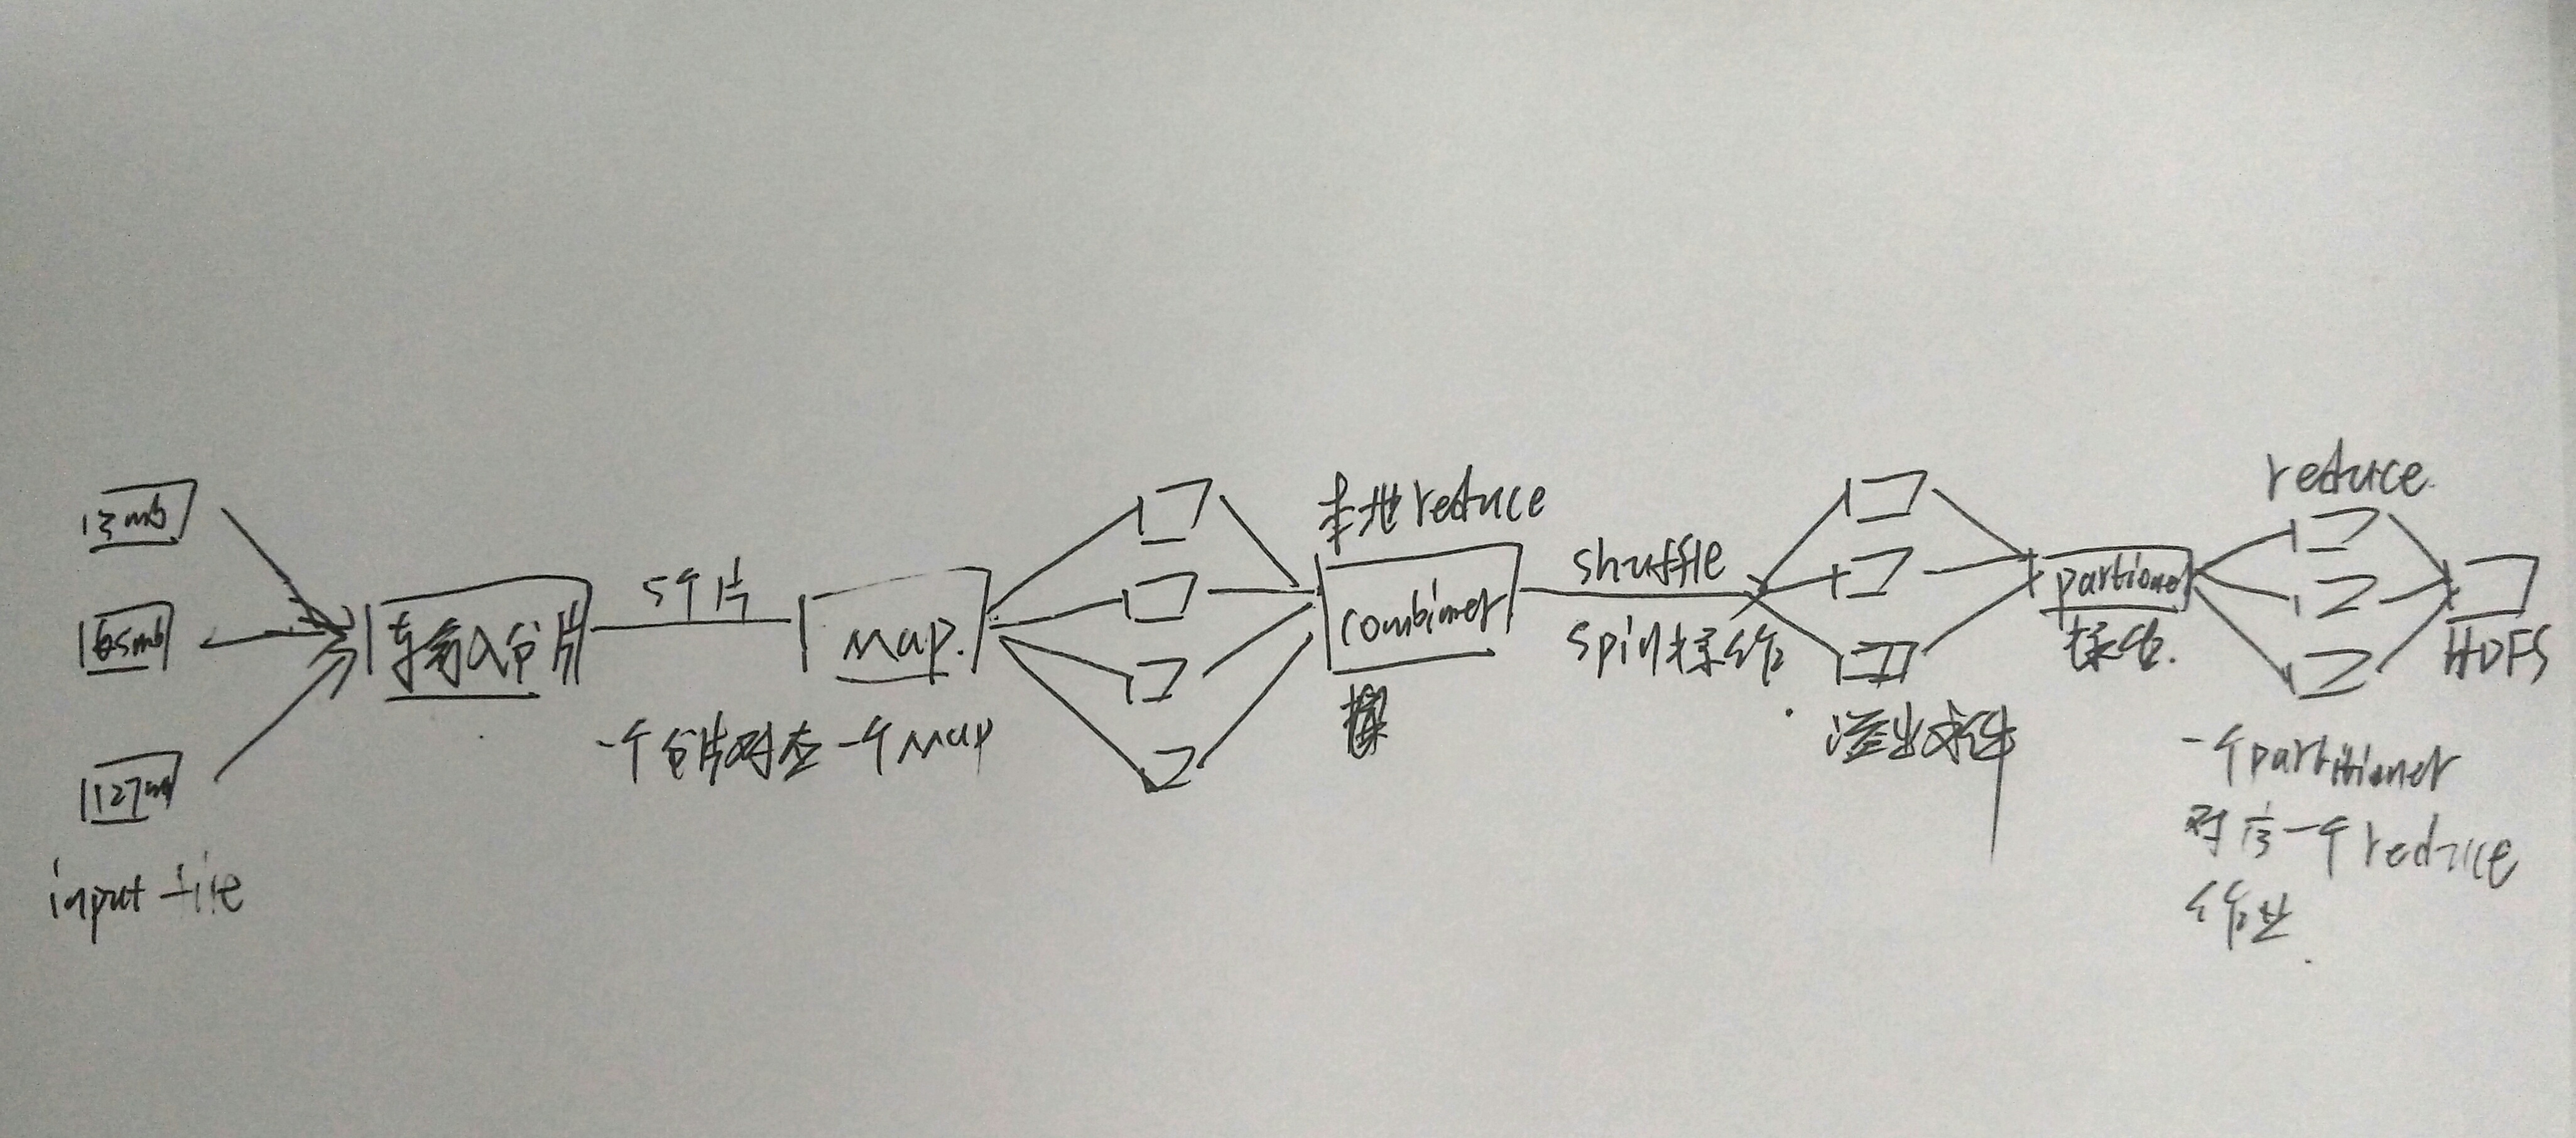 13mb
65mb
127m
input file
输入分片
5个片
一个分片对应一个map
map.
本地reduce
combiner
shuffle
spill操作
溢出文件
partioner
操作.
reduce
HDFS
一个partitioner
对应一个reduce
作业.